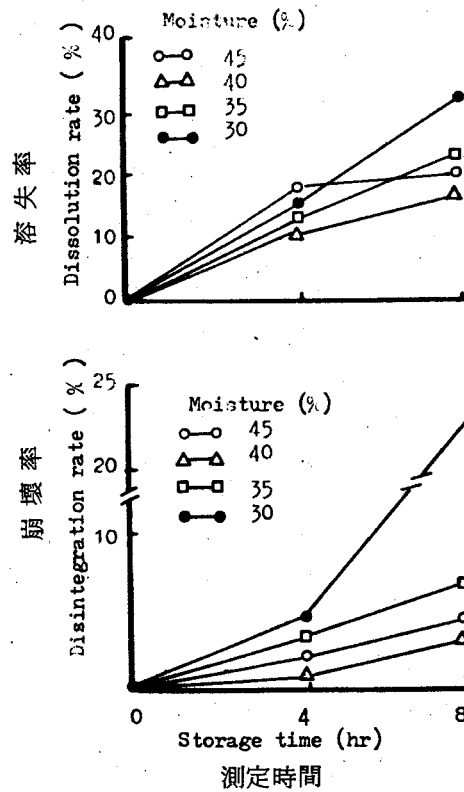 Moisture (%)
45
40
35
30
溶失率
Dissolution rate ( % )
40
30
20
10
0
Moisture (%)
45
40
35
30
崩壊率
Disintegration rate ( % )
25
20
10
0
4
8
Storage time (hr)
測定時間